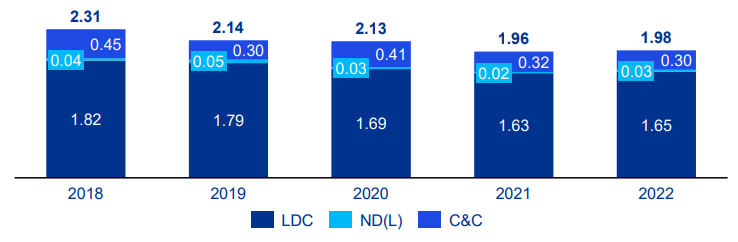 2.31 2.14 2.13 1.96 1.98
0.45 0.30 0.41 0.32 0.30
0.04 0.05 0.03 0.02 0.03
1.82 1.79 1.69 1.63 1.65
2018 2019 2020 2021 2022
LDC ND(L) C&C